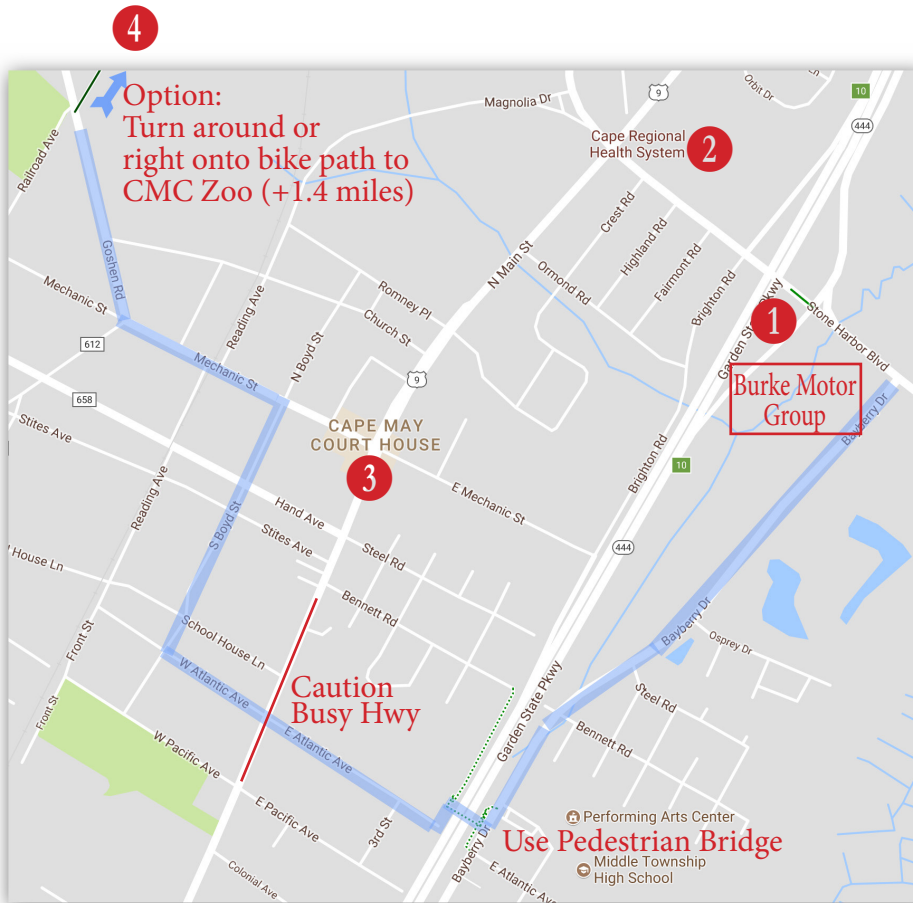 4
Option:
Turn around or
right onto bike path to
CMC Zoo (+1.4 miles)
Railroad Ave
Magnolia Dr
9
Orbit Dr
10
444
Cape Regional
Health System
2
Crest Rd
Highland Rd
Fairmont Rd
Brighton Rd
N Main St
Ormond Rd
Goshen Rd
Mechanic St
Reading Ave
Romney Pl
Church St
Garden State Pkwy
1
Stone Harbor Blvd
Burke Motor
Group
Bayberry Dr
612
Mechanic St
N Boyd St
9
658
CAPE MAY
COURT HOUSE
3
Stites Ave
Reading Ave
S Boyd St
Hand Ave
Stites Ave
Steel Rd
E Mechanic St
Brighton Rd
10
444
House Ln
Bennett Rd
Front St
School House Ln
W Atlantic Ave
Bayberry Dr
Osprey Dr
Caution
Busy Hwy
Front St
W Pacific Ave
E Atlantic Ave
Garden State Pkwy
Steel Rd
Bennett Rd
E Pacific Ave
3rd St
Performing Arts Center
Use Pedestrian Bridge
Bayberry Dr
Middle Township
High School
Colonial Ave
E Atlantic Ave